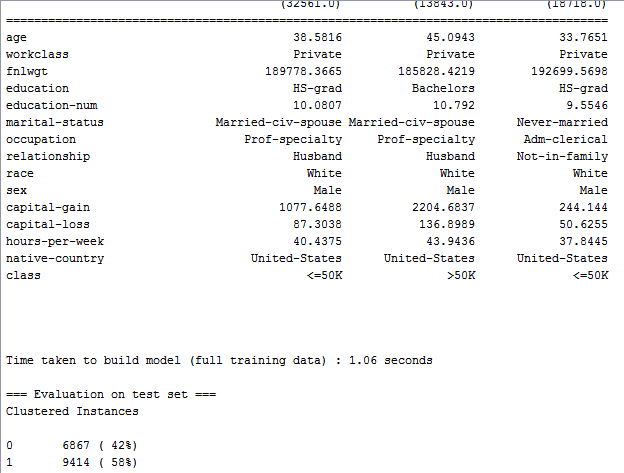 (32561.0) (13843.0) (18718.0)
==========================================================================================
age 38.5816 45.0943 33.7651
workclass Private Private Private
fnlwgt 189778.3665 185828.4219 192699.5698
education HS-grad Bachelors HS-grad
education-num 10.0807 10.792 9.5546
marital-status Married-civ-spouse Married-civ-spouse Never-married
occupation Prof-specialty Prof-specialty Adm-clerical
relationship Husband Husband Not-in-family
race White White White
sex Male Male Male
capital-gain 1077.6488 2204.6837 244.144
capital-loss 87.3038 136.8989 50.6255
hours-per-week 40.4375 43.9436 37.8445
native-country United-States United-States United-States
class <=50K >50K <=50K
Time taken to build model (full training data) : 1.06 seconds
=== Evaluation on test set ===
Clustered Instances
0 6867 ( 42%)
1 9414 ( 58%)